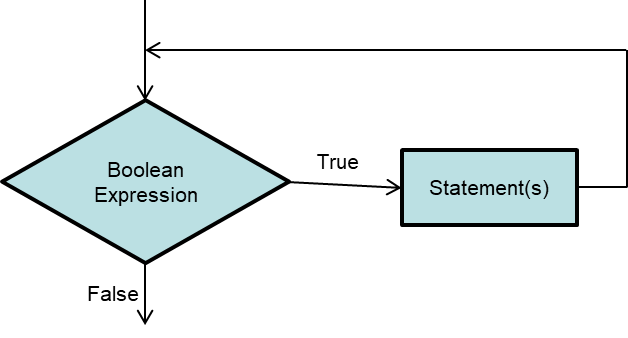 Boolean
Expression
True
Statement(s)
False